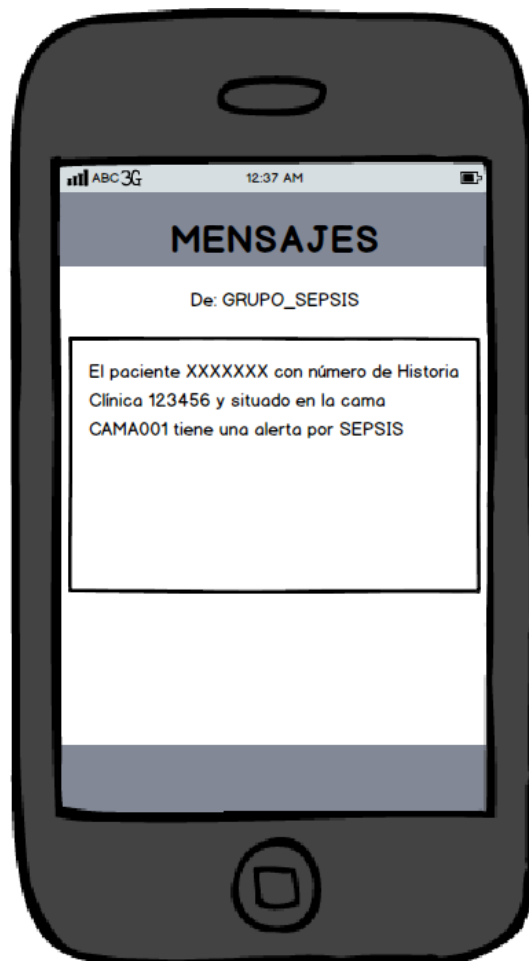 ABC 3G 12:37 AM
MENSAJES
De: GRUPO_SEPSIS
El paciente XXXXXXX con número de Historia
Clínica 123456 y situado en la cama
CAMA001 tiene una alerta por SEPSIS